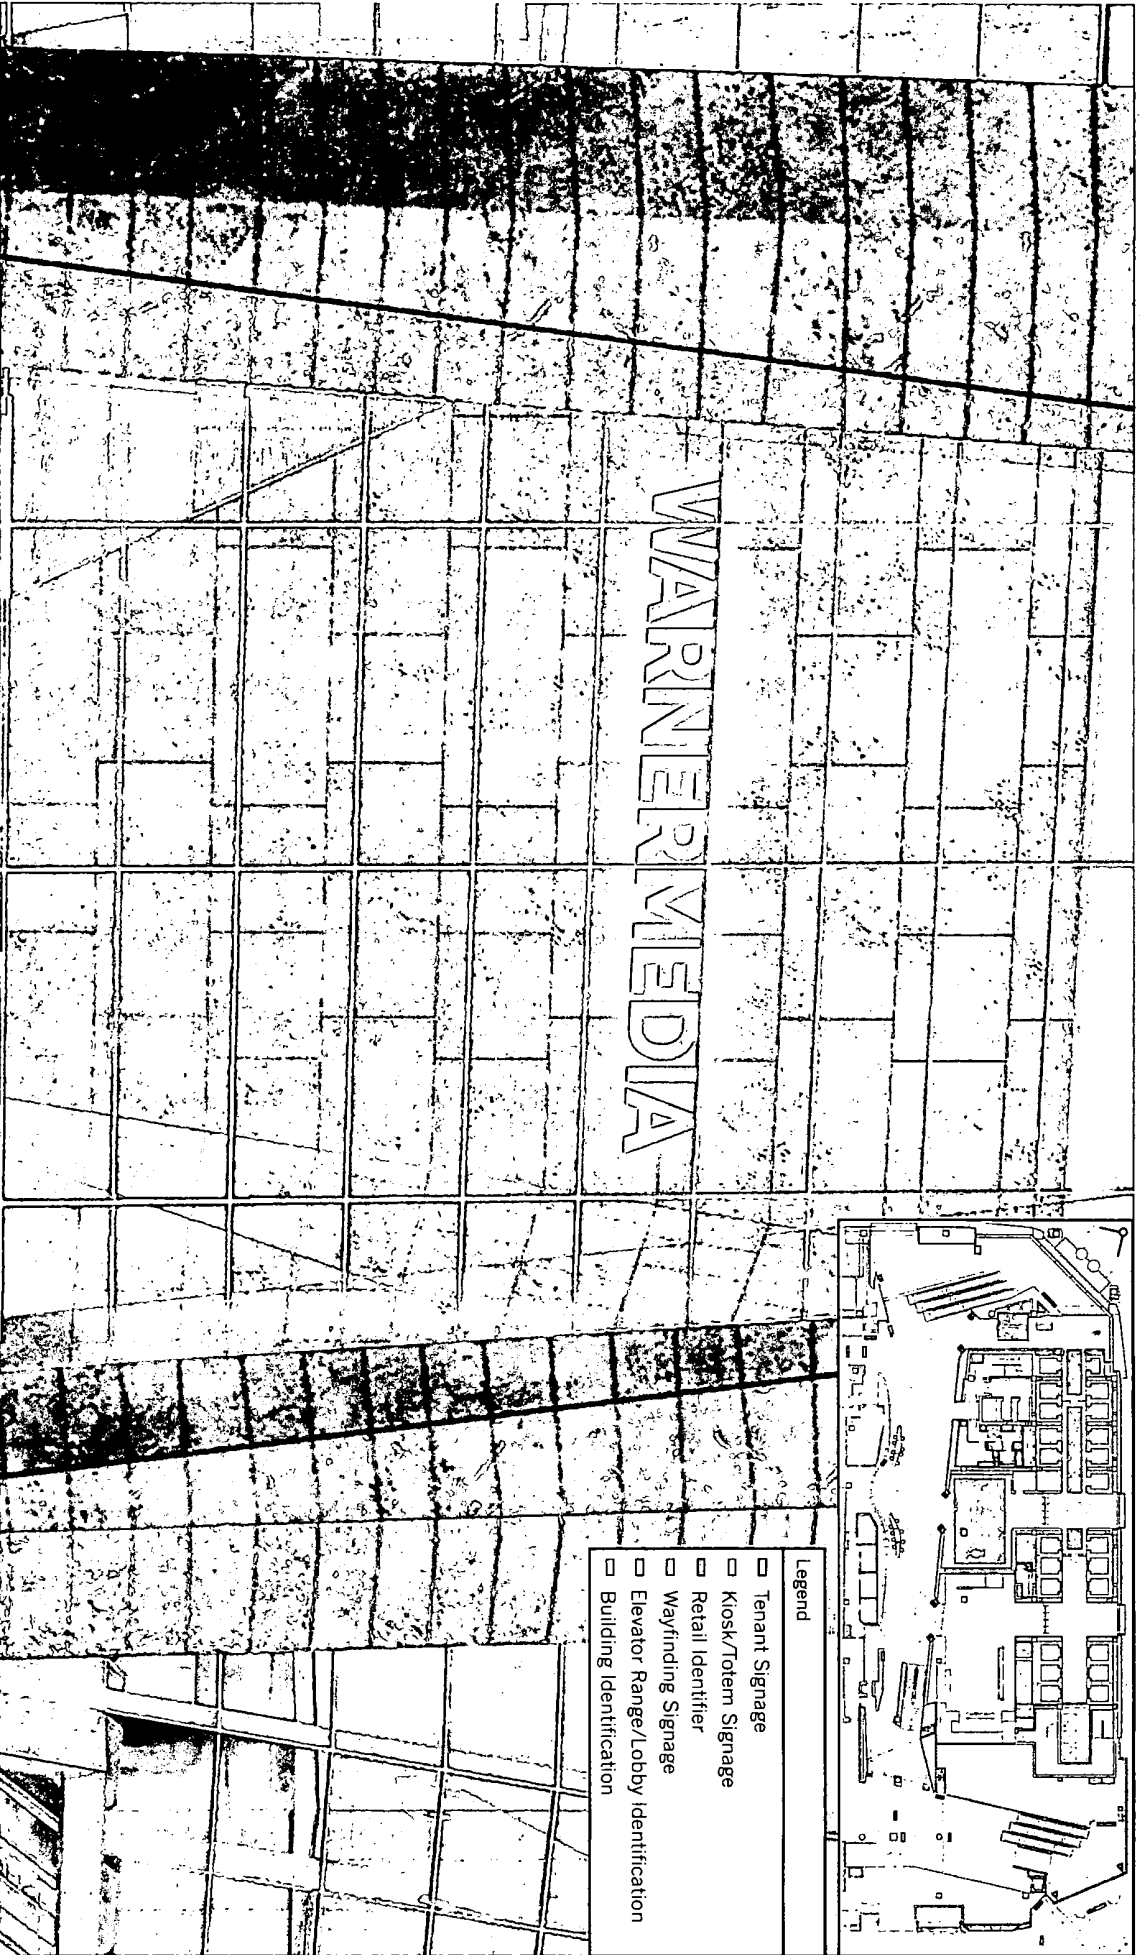 WARNERMEDIA
Legend
Tenant Signage
Kiosk/Totem Signage
Retail Identifier
Wayfinding Signage
Elevator Range/Lobby Identification
Building Identification